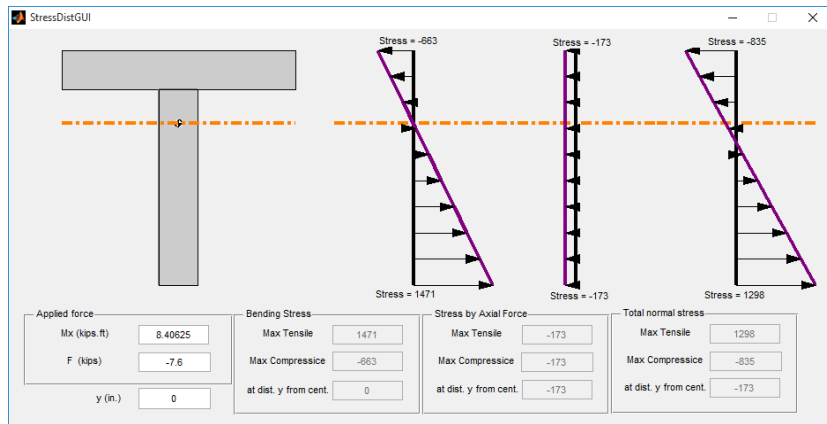 StressDistGUI
Stress = -663
Stress = -173
Stress = -835
Stress = 1471
Stress = -173
Stress = 1298
Applied force
Mx (kips.ft) 8.40625
F (kips) -7.6
y (in.) 0
Bending Stress
Max Tensile 1471
Max Compressice -663
at dist. y from cent. 0
Stress by Axial Force
Max Tensile -173
Max Compressice -173
at dist. y from cent. -173
Total normal stress
Max Tensile 1298
Max Compressice -835
at dist. y from cent. -173